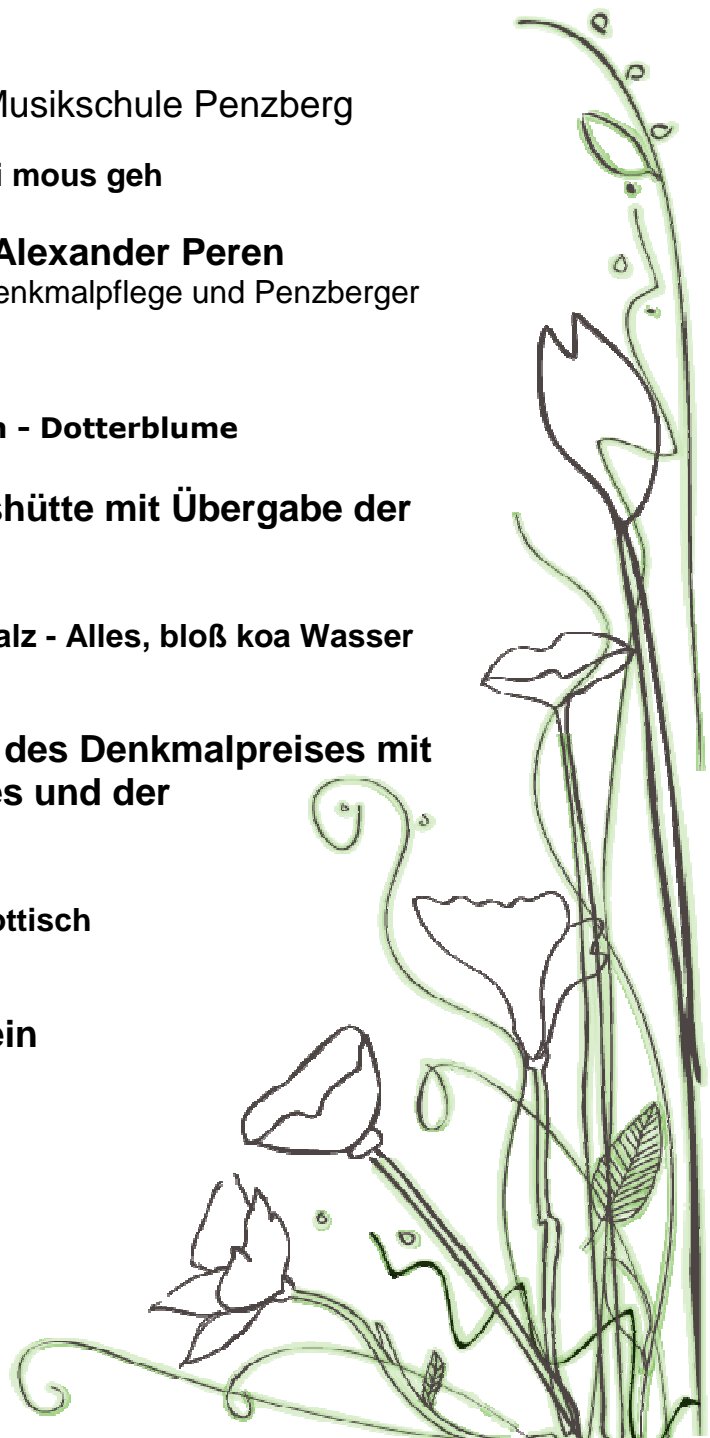 Musikschule Penzberg
i mous geh
Alexander Peren
enkmalpflege und Penzberger
n - Dotterblume
shütte mit Übergabe der
alz - Alles, bloß koa Wasser
des Denkmalpreises mit
es und der
ottisch
ein